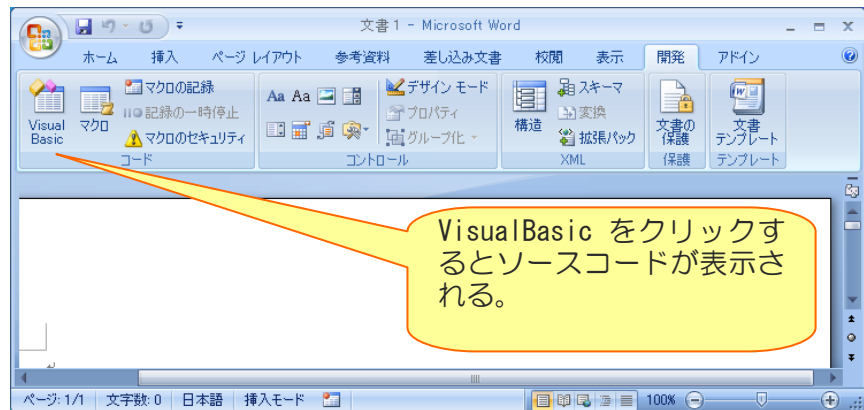 文書1 - Microsoft Word
ホーム 挿入 ページ レイアウト 参考資料 差し込み文書 校閲 表示 開発 アドイン
Visual Basic
マクロ
マクロの記録
記録の一時停止
マクロのセキュリティ
コード
Aa Aa
デザイン モード
プロパティ
グループ化
コントロール
構造
スキーマ
変換
拡張パック
XML
文書の
保護
保護
文書
テンプレート
テンプレート
VisualBasic をクリックす
るとソースコードが表示さ
れる。
ページ: 1/1 文字数: 0 日本語 挿入モード 100%